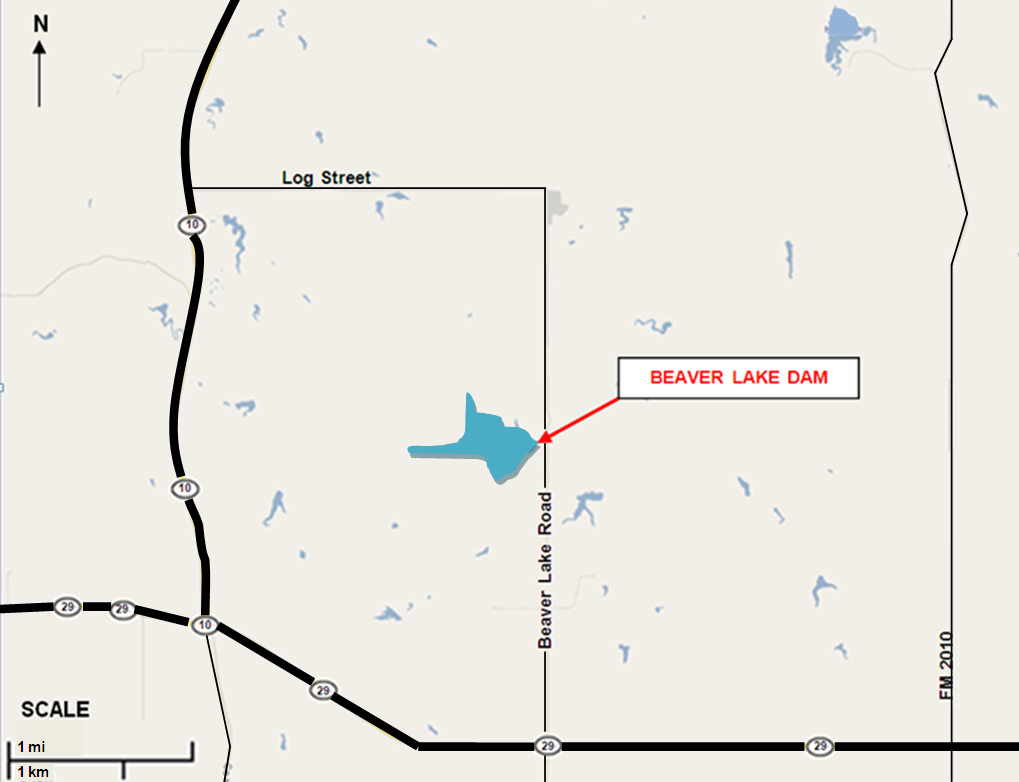 N
Log Street
10
BEAVER LAKE DAM
10
Beaver Lake Road
29
29
10
FM 2010
29
SCALE
29
29
1 mi
1 km